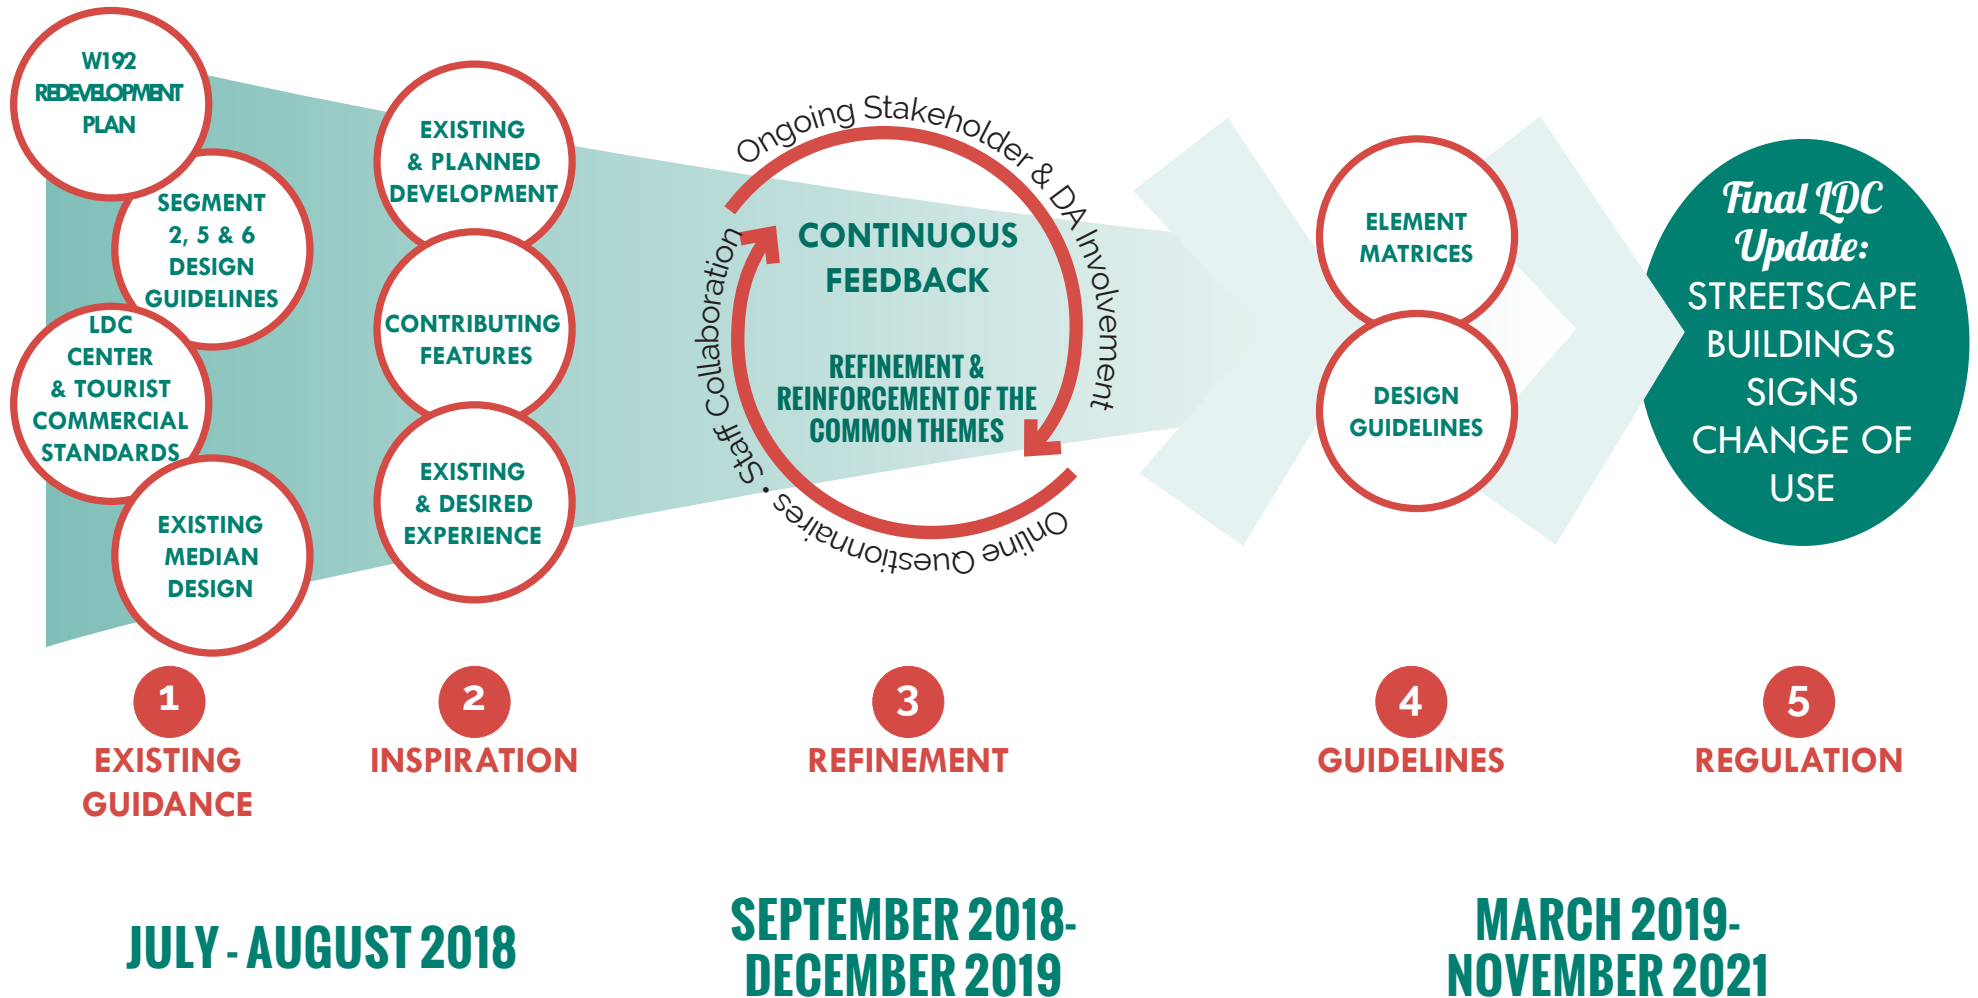 W192
REDEVELOPMENT
PLAN
SEGMENT
2, 5 & 6
DESIGN
GUIDELINES
LDC
CENTER
& TOURIST
COMMERCIAL
STANDARDS
EXISTING
MEDIAN
DESIGN
EXISTING
& PLANNED
DEVELOPMENT
CONTRIBUTING
FEATURES
EXISTING
& DESIRED
EXPERIENCE
Ongoing Stakeholder & DA Involvement
Online Questionnaires • Staff Collaboration
CONTINUOUS
FEEDBACK
REFINEMENT &
REINFORCEMENT OF THE
COMMON THEMES
ELEMENT
MATRICES
DESIGN
GUIDELINES
Final LDC
Update:
STREETSCAPE
BUILDINGS
SIGNS
CHANGE OF
USE
1
EXISTING
GUIDANCE
2
INSPIRATION
3
REFINEMENT
4
GUIDELINES
5
REGULATION
JULY - AUGUST 2018
SEPTEMBER 2018-
DECEMBER 2019
MARCH 2019-
NOVEMBER 2021